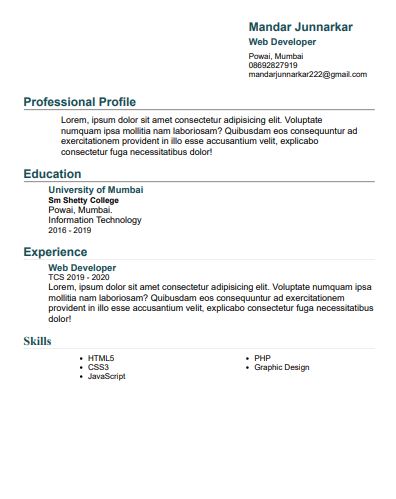 Mandar Junnarkar
Web Developer
Powai, Mumbai
08692827919
mandarjunnarkar222@gmail.com
Professional Profile
Lorem, ipsum dolor sit amet consectetur adipisicing elit. Voluptate
numquam ipsa mollitia nam laboriosam? Quibusdam eos consequuntur ad
exercitationem provident in illo esse accusantium velit, explicabo
consectetur fuga necessitatibus dolor!
Education
University of Mumbai
Sm Shetty College
Powai, Mumbai.
Information Technology
2016 - 2019
Experience
Web Developer
TCS 2019 - 2020
Lorem, ipsum dolor sit amet consectetur adipisicing elit. Voluptate numquam ipsa
mollitia nam laboriosam? Quibusdam eos consequuntur ad exercitationem
provident in illo esse accusantium velit, explicabo consectetur fuga necessitatibus
dolor!
Skills
• HTML5
• CSS3
• JavaScript
• PHP
• Graphic Design